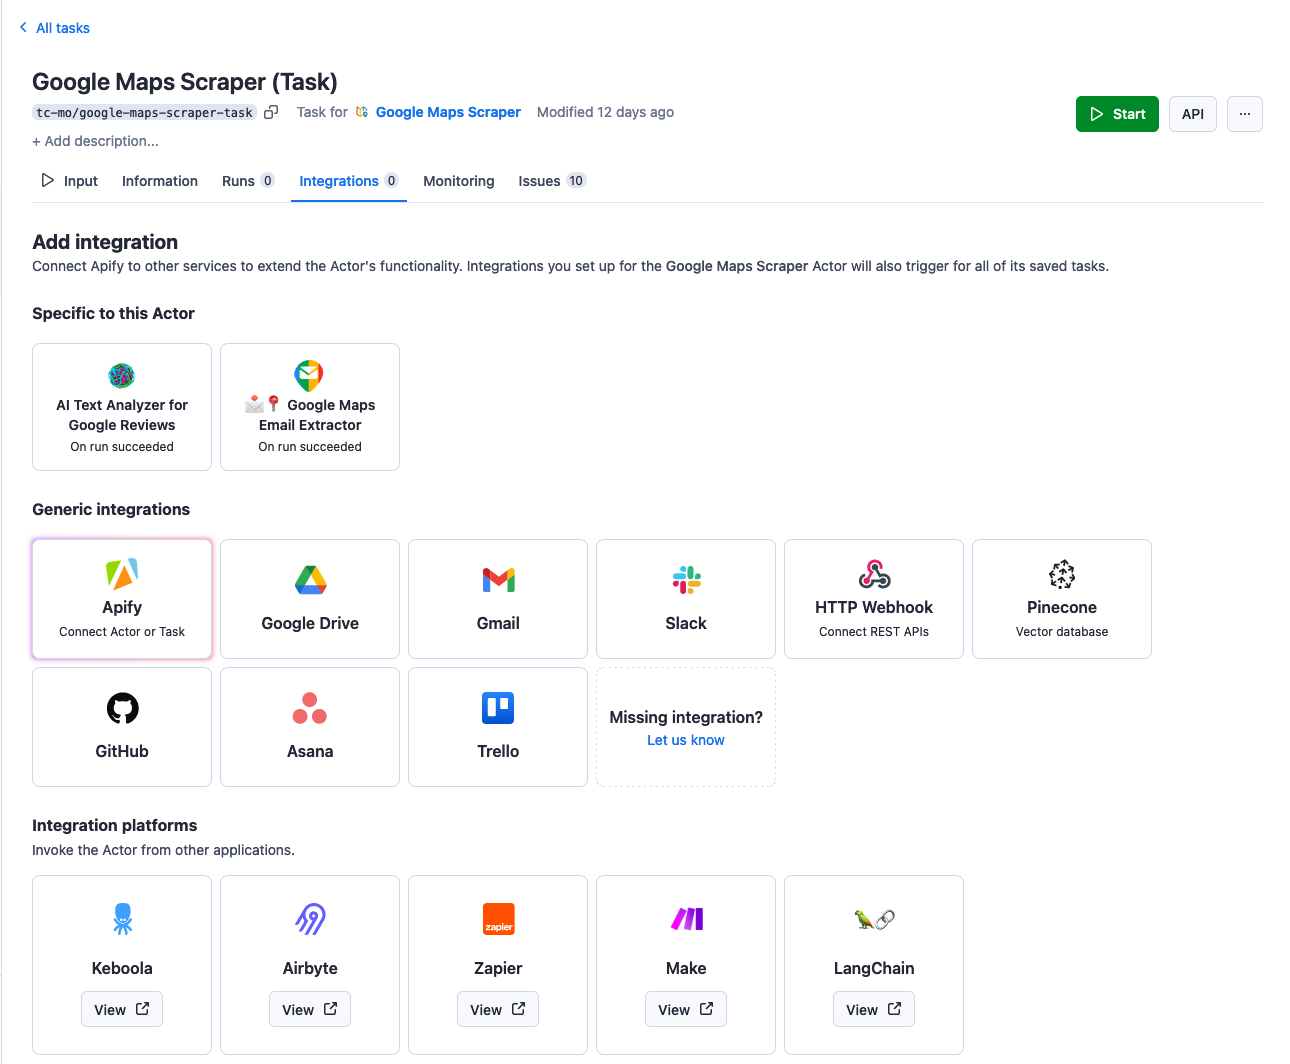 All tasks
Google Maps Scraper (Task)
tc-mo/google-maps-scraper-task Task for Google Maps Scraper Modified 12 days ago
+ Add description...
Start API ...
Input Information Runs 0 Integrations 0 Monitoring Issues 10
Add integration
Connect Apify to other services to extend the Actor's functionality. Integrations you set up for the Google Maps Scraper Actor will also trigger for all of its saved tasks.
Specific to this Actor
AI Text Analyzer for
Google Reviews
On run succeeded
Google Maps
Email Extractor
On run succeeded
Generic integrations
Apify
Connect Actor or Task
Google Drive
Gmail
Slack
HTTP Webhook
Connect REST APIs
Pinecone
Vector database
GitHub
Asana
Trello
Missing integration?
Let us know
Integration platforms
Invoke the Actor from other applications.
Keboola
View
Airbyte
View
zapier
Zapier
View
Make
View
LangChain
View